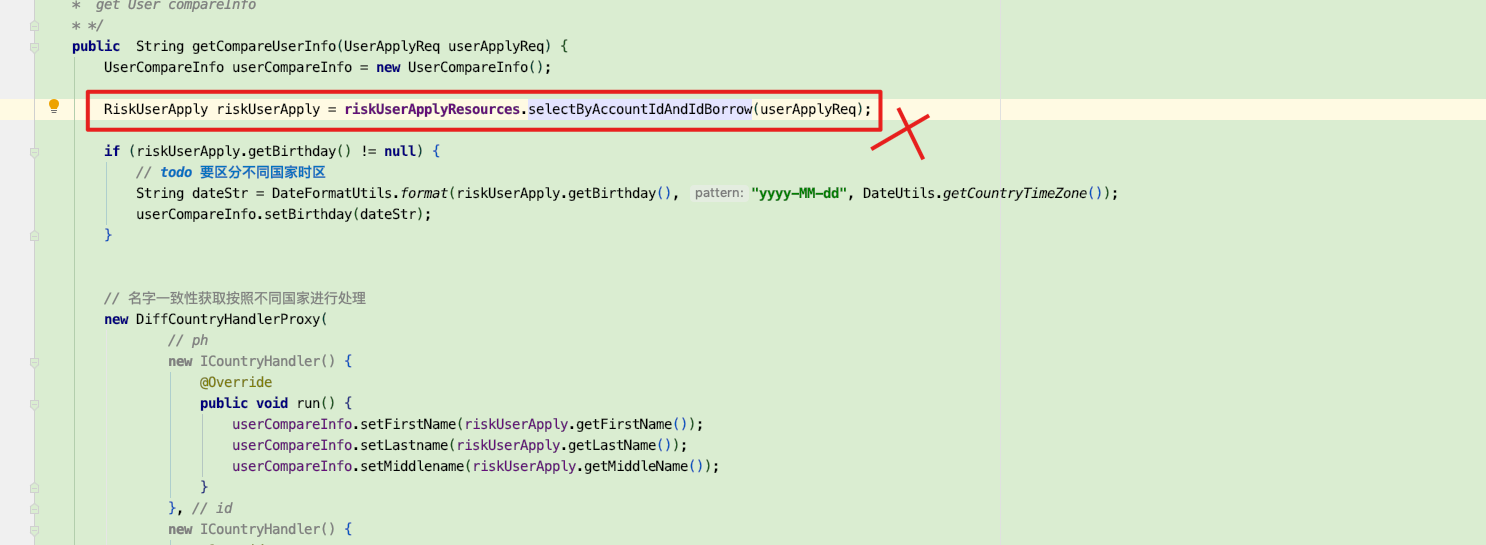 * get User compareInfo
* */
public  String getCompareUserInfo(UserApplyReq userApplyReq) {
UserCompareInfo userCompareInfo = new UserCompareInfo();
RiskUserApply riskUserApply = riskUserApplyResources.selectByAccountIdAndIdBorrow(userApplyReq);
if (riskUserApply.getBirthday() != null) {
// todo 要区分不同国家时区
String dateStr = DateFormatUtils.format(riskUserApply.getBirthday(), pattern: "yyyy-MM-dd", DateUtils.getCountryTimeZone());
userCompareInfo.setBirthday(dateStr);
}
// 名字一致性获取按照不同国家进行处理
new DiffCountryHandlerProxy(
// ph
new ICountryHandler() {
@Override
public void run() {
userCompareInfo.setFirstName(riskUserApply.getFirstName());
userCompareInfo.setLastname(riskUserApply.getLastName());
userCompareInfo.setMiddlename(riskUserApply.getMiddleName());
}
}, // id
new ICountryHandler() {